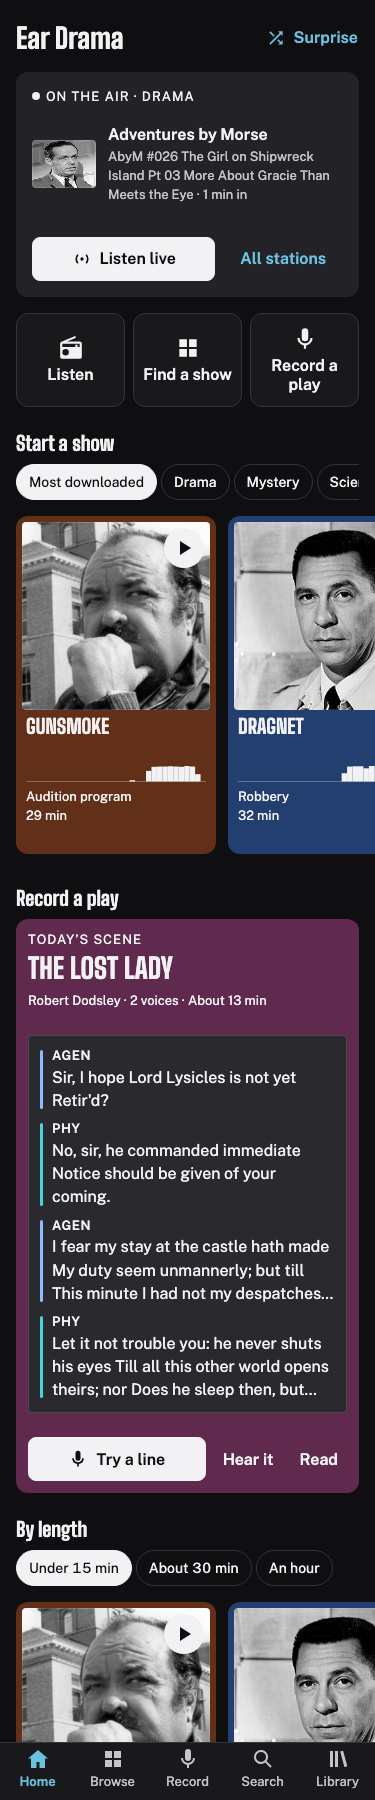 Ear Drama
Surprise
ON THE AIR · DRAMA
Adventures by Morse
AbyM #026 The Girl on Shipwreck
Island Pt 03 More About Gracie Than
Meets the Eye · 1 min in
Listen live
All stations
Listen
Find a show
Record a
play
Start a show
Most downloaded
Drama
Mystery
Scie
GUNSMOKE
Audition program
29 min
DRAGNET
Robbery
32 min
Record a play
TODAY'S SCENE
THE LOST LADY
Robert Dodsley · 2 voices · About 13 min
AGEN
Sir, I hope Lord Lysicles is not yet
Retir'd?
PHY
No, sir, he commanded immediate
Notice should be given of your
coming.
AGEN
I fear my stay at the castle hath made
My duty seem unmannerly; but till
This minute I had not my despatches...
PHY
Let it not trouble you: he never shuts
his eyes Till all this other world opens
theirs; nor Does he sleep then, but...
Try a line
Hear it
Read
By length
Under 15 min
About 30 min
An hour
Home
Browse
Record
Search
Library